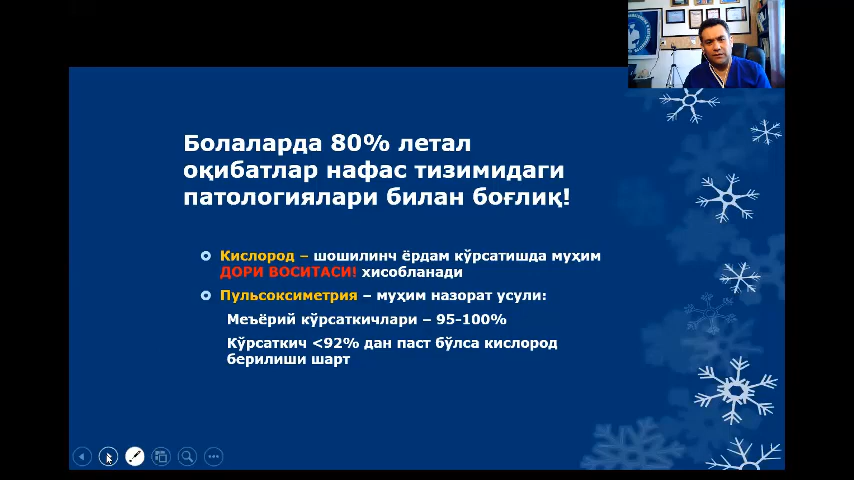 Болаларда 80% летал
оқибатлар нафас тизимидаги
патологиялари билан боғлиқ!
Кислород – шошилинч ёрдам кўрсатишда муҳим
ДОРИ ВОСИТАСИ! хисобланади
Пульсоксиметрия – муҳим назорат усули:
Меъёрий кўрсаткичлари – 95-100%
Кўрсаткич <92% дан паст бўлса кислород
берилиши шарт